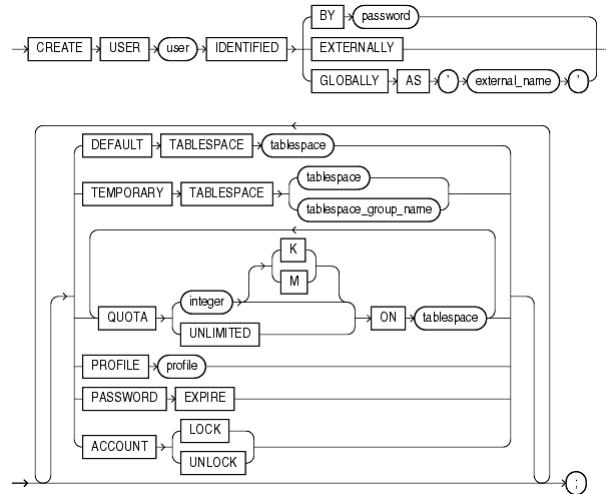 BY password
CREATE USER user IDENTIFIED EXTERNALLY
GLOBALLY AS ' external_name '
DEFAULT TABLESPACE tablespace
TEMPORARY TABLESPACE tablespace
tablespace_group_name
K
M
integer
QUOTA ON tablespace
UNLIMITED
PROFILE profile
PASSWORD EXPIRE
LOCK
ACCOUNT
UNLOCK
;